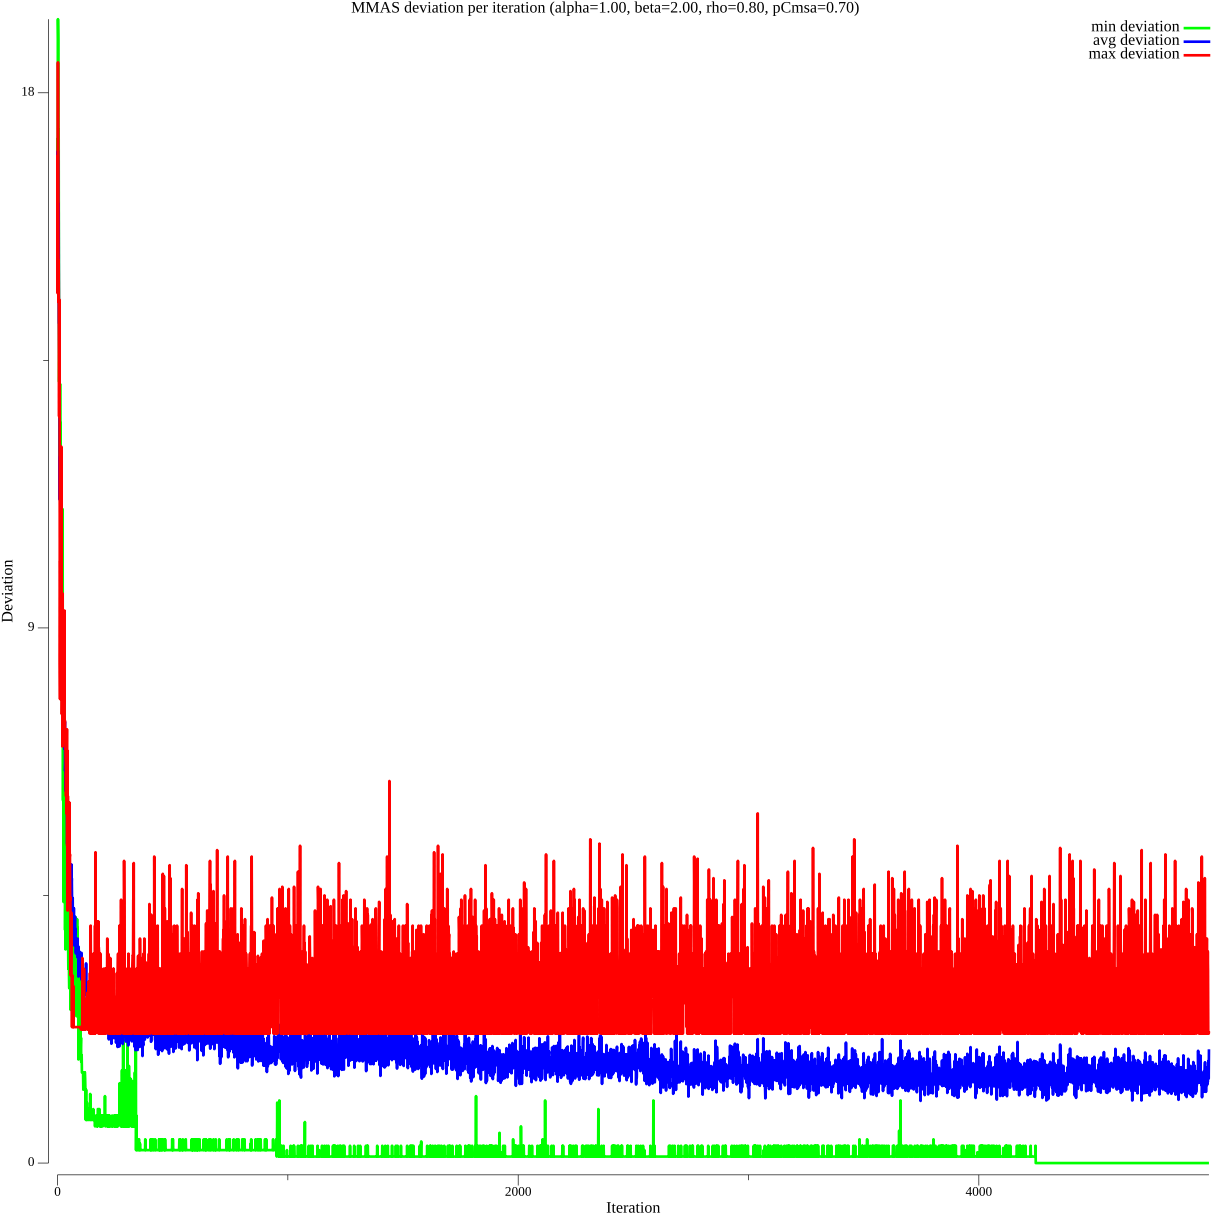 MMAS deviation per iteration (alpha=1.00, beta=2.00, rho=0.80, pCmsa=0.70)
min deviation
avg deviation
max deviation
18
9
0
Deviation
0
2000
4000
Iteration